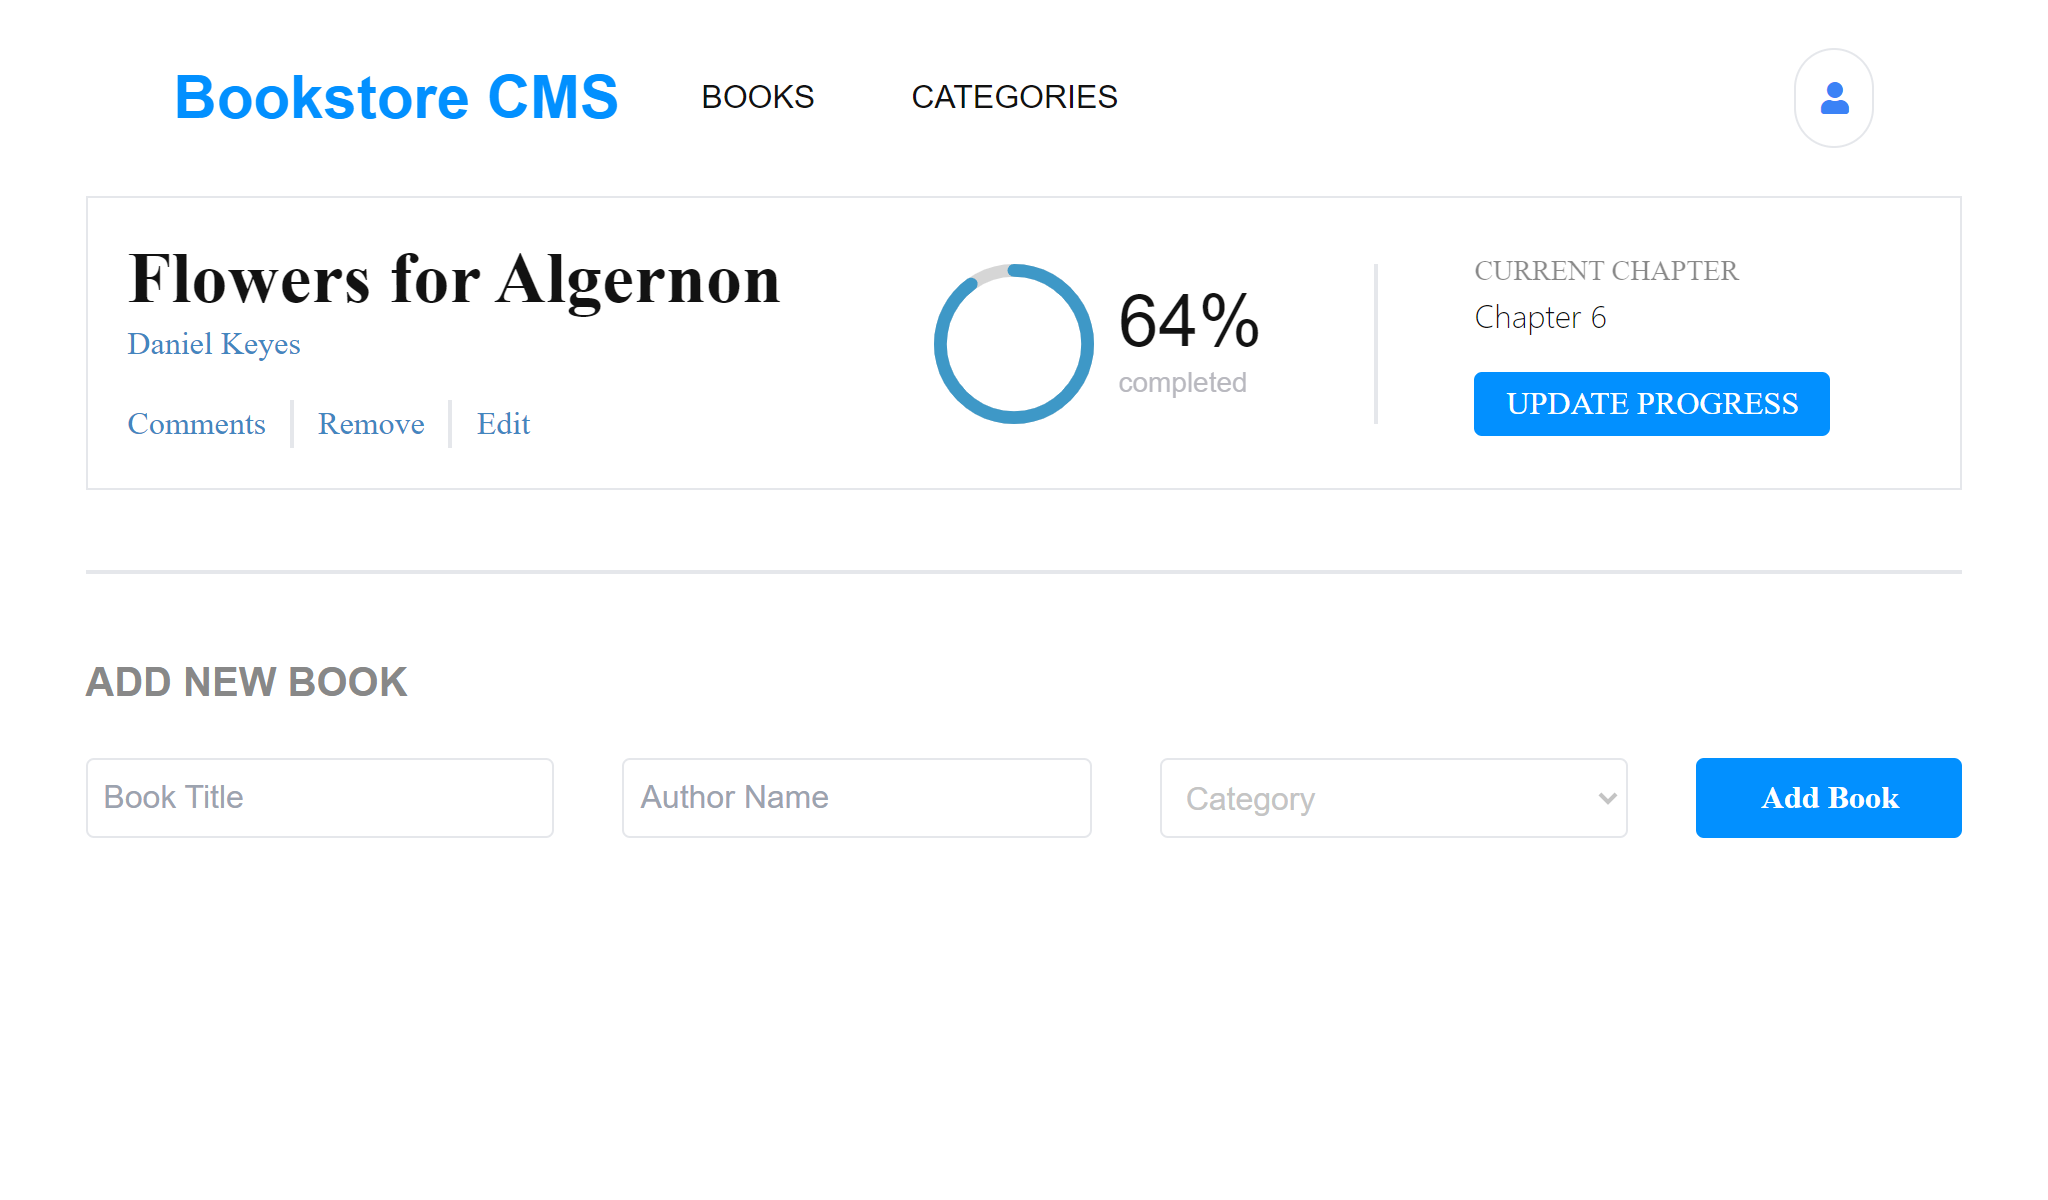 Bookstore CMS BOOKS CATEGORIES
Flowers for Algernon
Daniel Keyes
Comments Remove Edit
64%
completed
CURRENT CHAPTER
Chapter 6
UPDATE PROGRESS
ADD NEW BOOK
Book Title Author Name Category Add Book